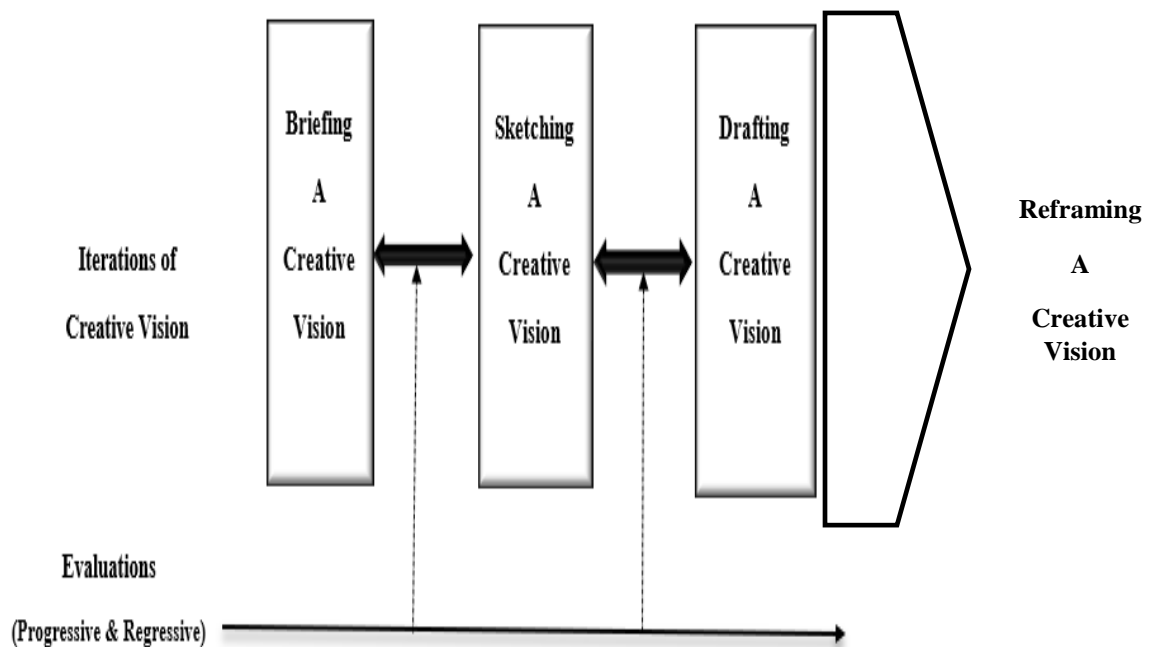 Iterations of
Creative Vision
Briefing
A
Creative
Vision
Sketching
A
Creative
Vision
Drafting
A
Creative
Vision
Reframing
A
Creative
Vision
Evaluations
(Progressive & Regressive)